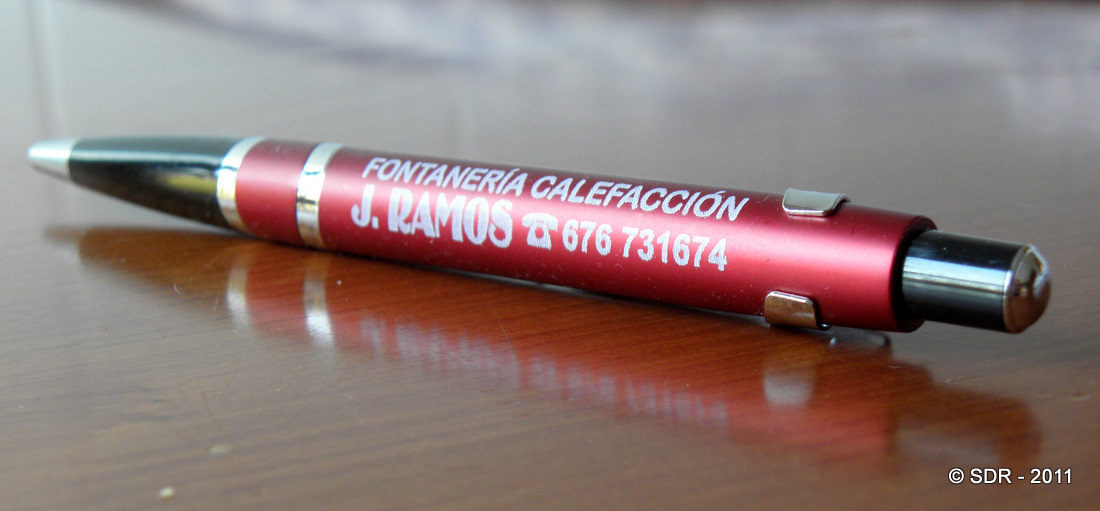 FONTANERÍA CALEFACCIÓN
J. RAMOS ☎ 676 731674
© SDR - 2011